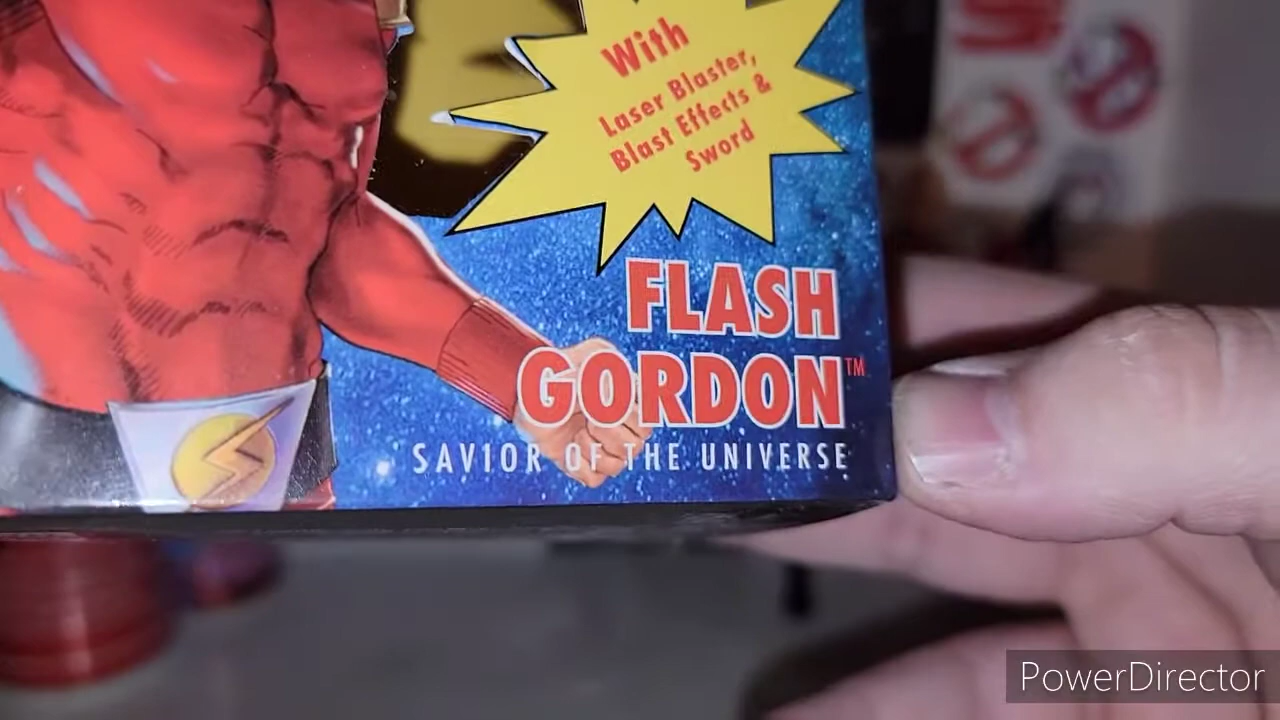 With
Laser Blaster,
Blast Effects &
Sword
FLASH
GORDON™
SAVIOR OF THE UNIVERSE
PowerDirector